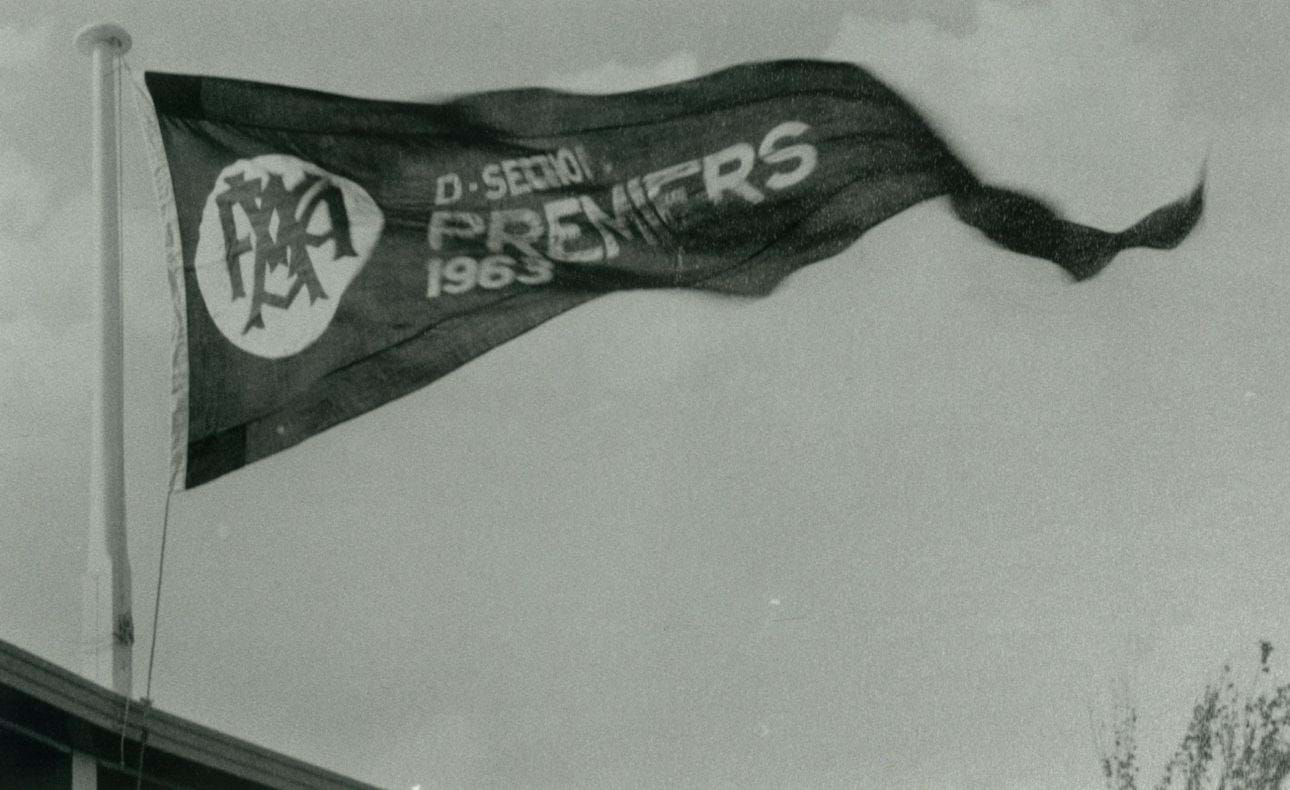 D·SECTION
PREMIERS
1963